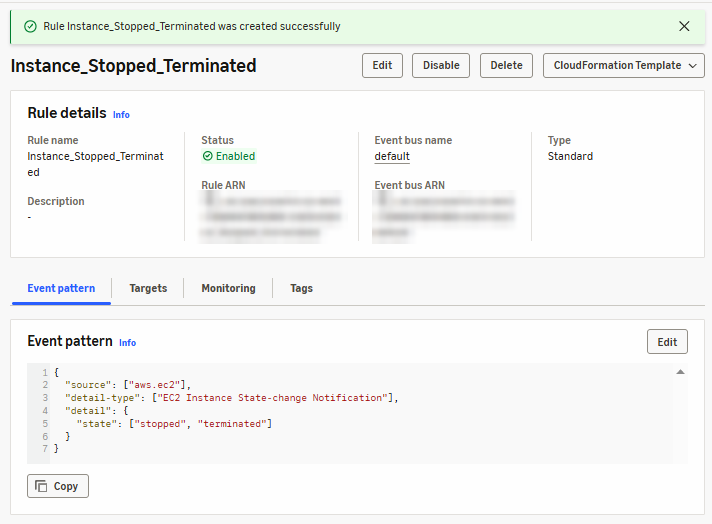 Rule Instance_Stopped_Terminated was created successfully
Instance_Stopped_Terminated
Edit
Disable
Delete
CloudFormation Template
Rule details Info
Rule name
Instance_Stopped_Terminat
ed
Description
-
Status
Enabled
Rule ARN
Event bus name
default
Event bus ARN
Type
Standard
Event pattern
Targets
Monitoring
Tags
Event pattern Info
Edit
1 {
2 "source": ["aws.ec2"],
3 "detail-type": ["EC2 Instance State-change Notification"],
4 "detail": {
5 "state": ["stopped", "terminated"]
6 }
7 }
Copy